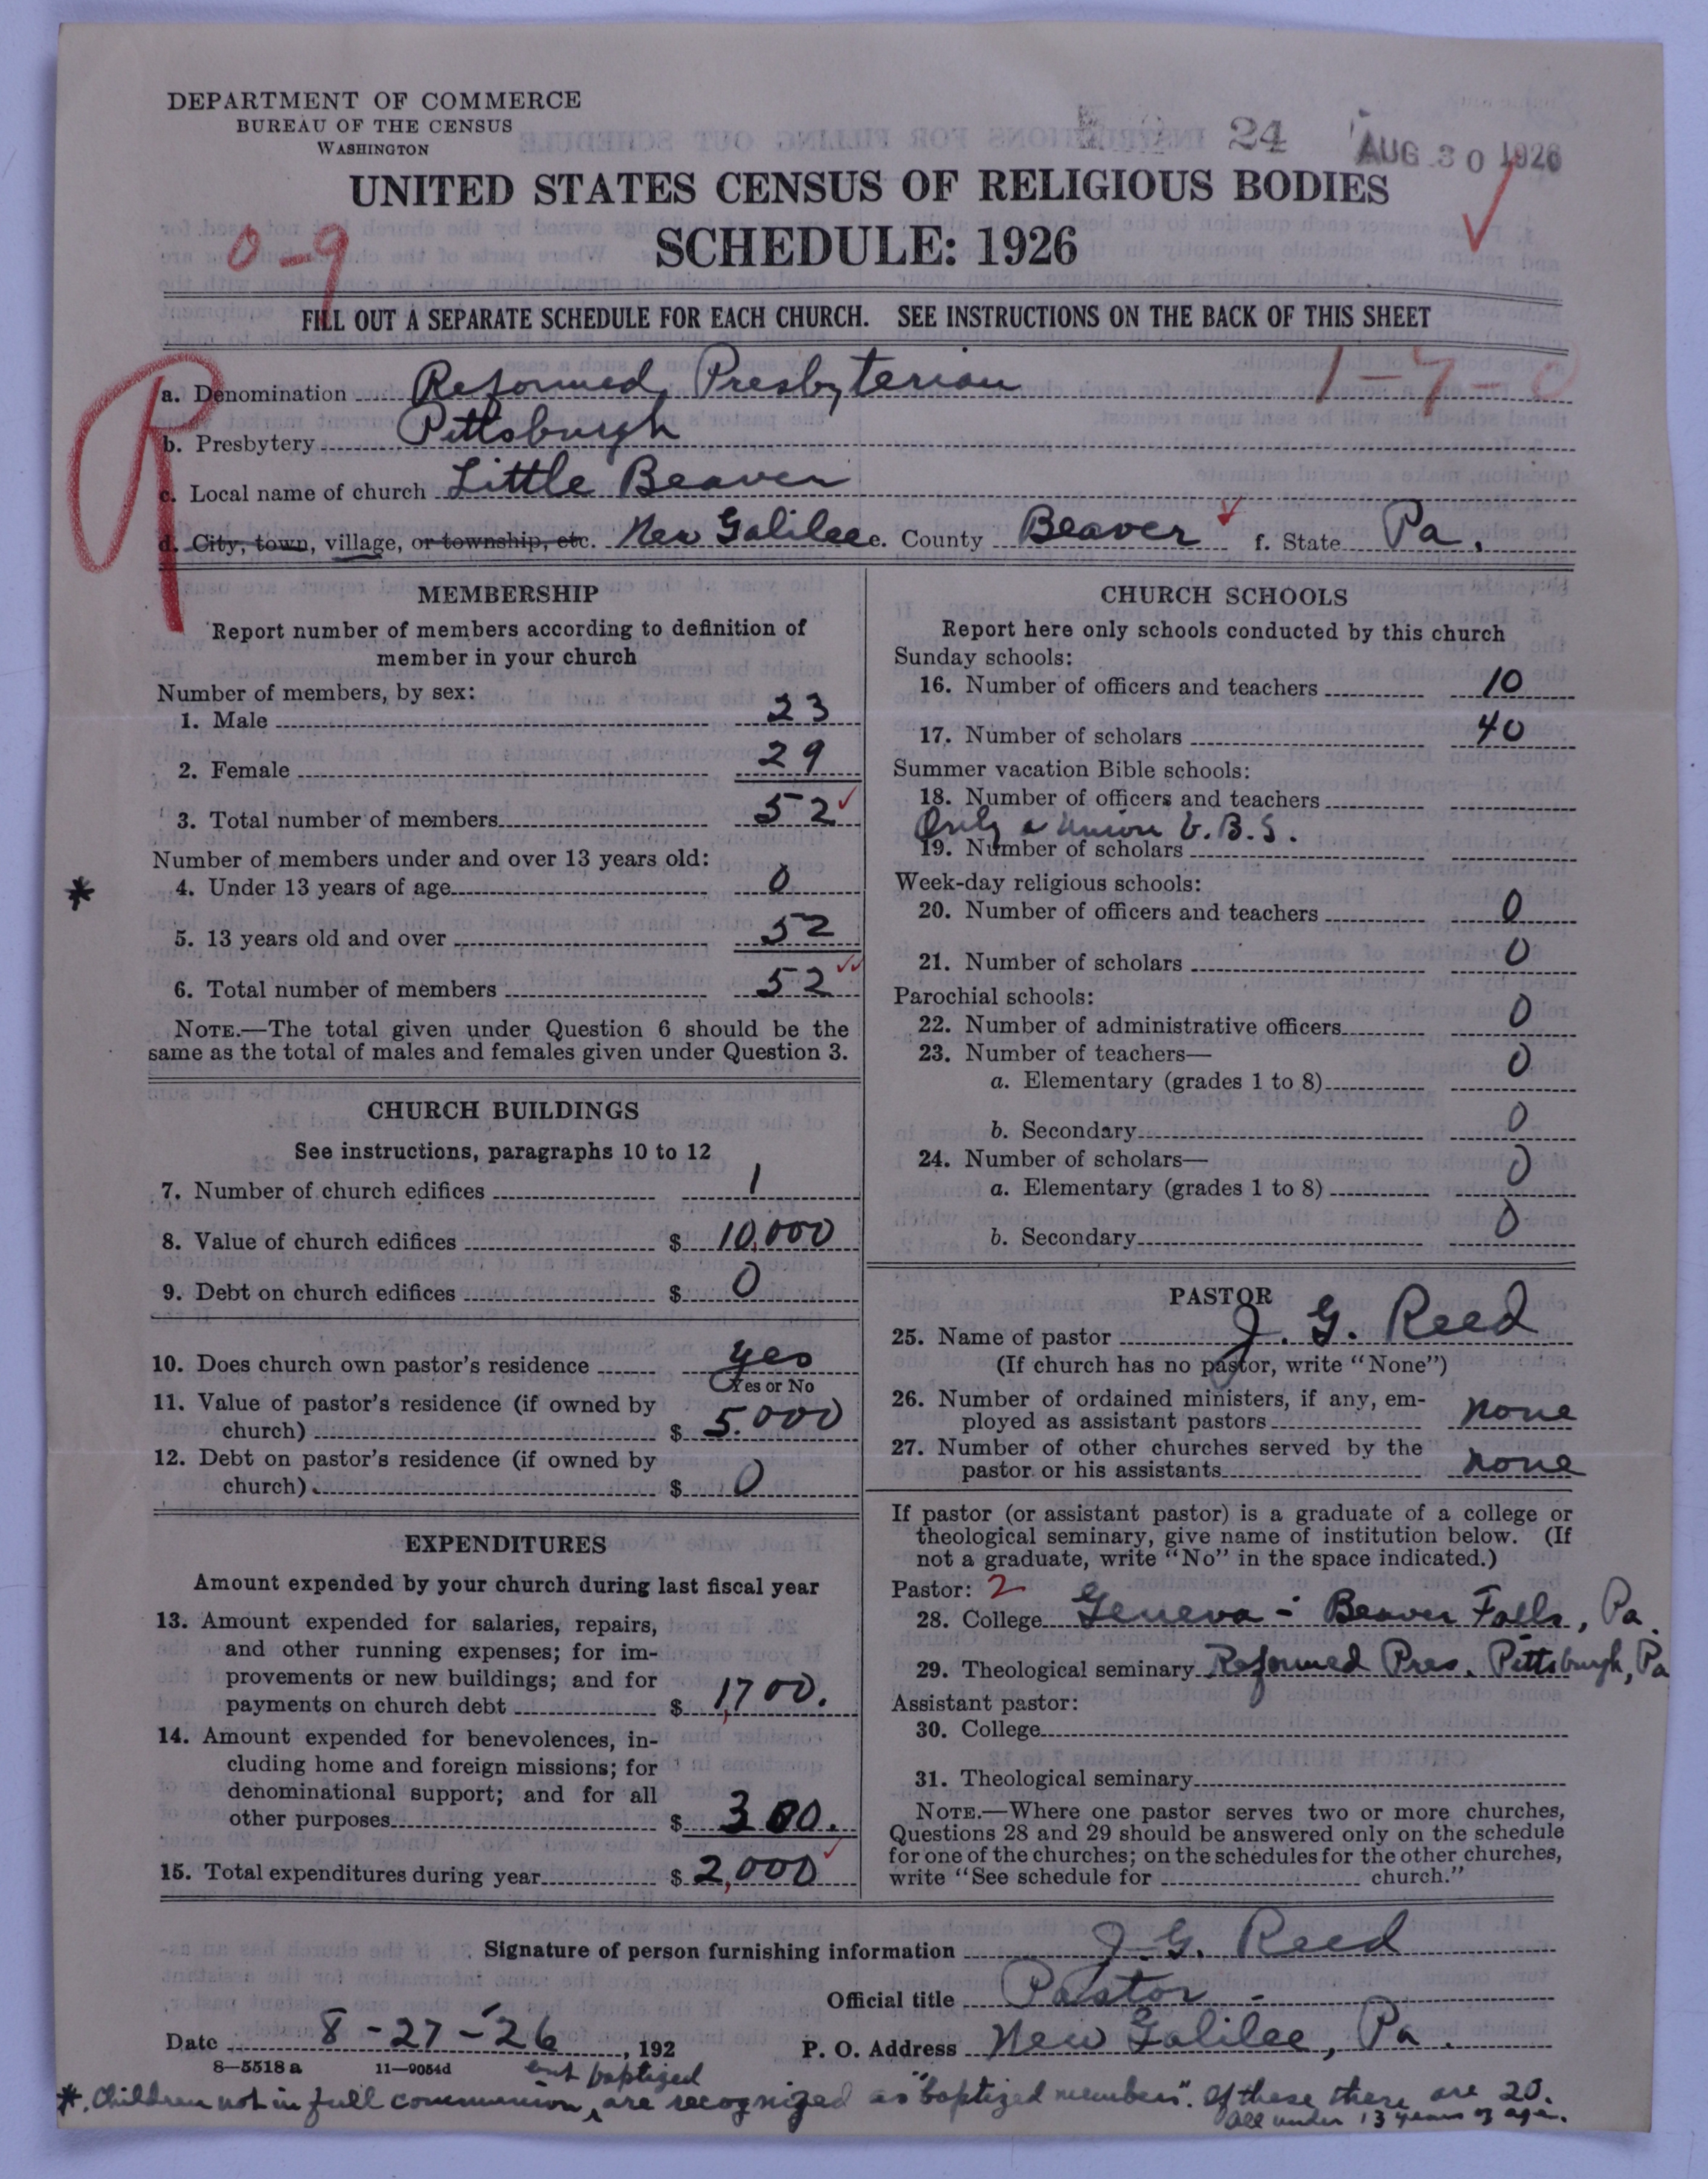 DEPARTMENT OF COMMERCE
BUREAU OF THE CENSUS
WASHINGTON
24 AUG 30 1926
UNITED STATES CENSUS OF RELIGIOUS BODIES
SCHEDULE: 1926
0-9
FILL OUT A SEPARATE SCHEDULE FOR EACH CHURCH. SEE INSTRUCTIONS ON THE BACK OF THIS SHEET
1-7-0
R
a. Denomination Reformed Presbyterian
b. Presbytery Pittsburgh
c. Local name of church Little Beaver
d. City, town, village, or township, etc. New Galilee e. County Beaver f. State Pa.
MEMBERSHIP
Report number of members according to definition of
member in your church
Number of members, by sex:
1. Male 23
2. Female 29
3. Total number of members 52
Number of members under and over 13 years old:
* 4. Under 13 years of age 0
5. 13 years old and over 52
6. Total number of members 52
NOTE.—The total given under Question 6 should be the
same as the total of males and females given under Question 3.
CHURCH BUILDINGS
See instructions, paragraphs 10 to 12
7. Number of church edifices 1
8. Value of church edifices $ 10,000
9. Debt on church edifices $ 0
10. Does church own pastor's residence yes
Yes or No
11. Value of pastor's residence (if owned by
church) $ 5.000
12. Debt on pastor's residence (if owned by
church) $ 0
EXPENDITURES
Amount expended by your church during last fiscal year
13. Amount expended for salaries, repairs,
and other running expenses; for im-
provements or new buildings; and for
payments on church debt $ 1,700.
14. Amount expended for benevolences, in-
cluding home and foreign missions; for
denominational support; and for all
other purposes $ 300.
15. Total expenditures during year $ 2,000
CHURCH SCHOOLS
Report here only schools conducted by this church
Sunday schools:
16. Number of officers and teachers 10
17. Number of scholars 40
Summer vacation Bible schools:
18. Number of officers and teachers
Only a Union V.B.S.
19. Number of scholars
Week-day religious schools:
20. Number of officers and teachers 0
21. Number of scholars 0
Parochial schools:
22. Number of administrative officers 0
23. Number of teachers—
a. Elementary (grades 1 to 8) 0
b. Secondary 0
24. Number of scholars—
a. Elementary (grades 1 to 8) 0
b. Secondary 0
PASTOR
25. Name of pastor J. G. Reed
(If church has no pastor, write "None")
26. Number of ordained ministers, if any, em-
ployed as assistant pastors none
27. Number of other churches served by the
pastor or his assistants none
If pastor (or assistant pastor) is a graduate of a college or
theological seminary, give name of institution below. (If
not a graduate, write "No" in the space indicated.)
Pastor: 2
28. College Geneva - Beaver Falls, Pa.
29. Theological seminary Reformed Pres. Pittsburgh, Pa
Assistant pastor:
30. College
31. Theological seminary
NOTE.—Where one pastor serves two or more churches,
Questions 28 and 29 should be answered only on the schedule
for one of the churches; on the schedules for the other churches,
write "See schedule for church."
Signature of person furnishing information J. G. Reed
Official title Pastor -
Date 8-27-'26, 192 P. O. Address New Galilee, Pa.
8—5518 a 11—9054d
but baptized
*. Children not in full communion, are recognized as "baptized members". Of these there are 20.
All under 13 years of age.